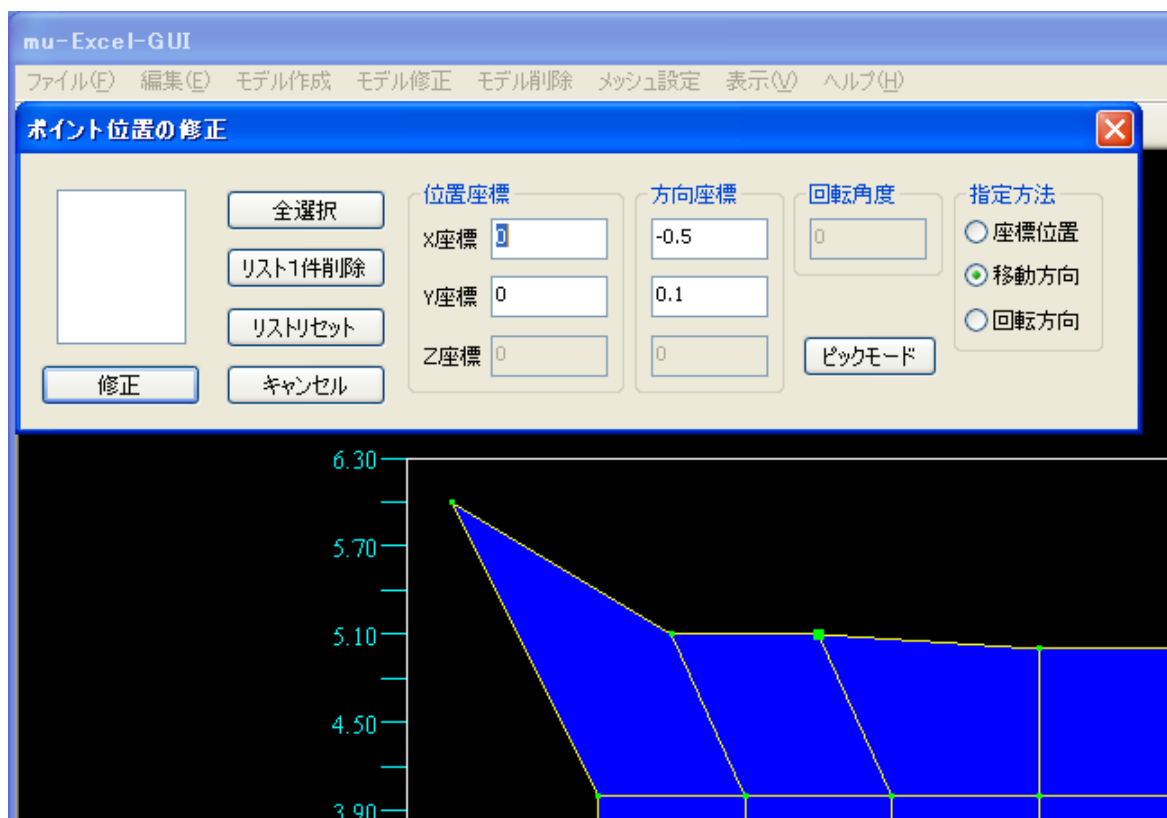 mu-Excel-GUI
ファイル(F) 編集(E) モデル作成 モデル修正 モデル削除 メッシュ設定 表示(V) ヘルプ(H)
ポイント位置の修正
全選択
リスト1件削除
リストリセット
修正
キャンセル
位置座標
X座標 0
Y座標 0
Z座標 0
方向座標
-0.5
0.1
0
回転角度
0
ピックモード
指定方法
座標位置
移動方向
回転方向
6.30
5.70
5.10
4.50
3.90